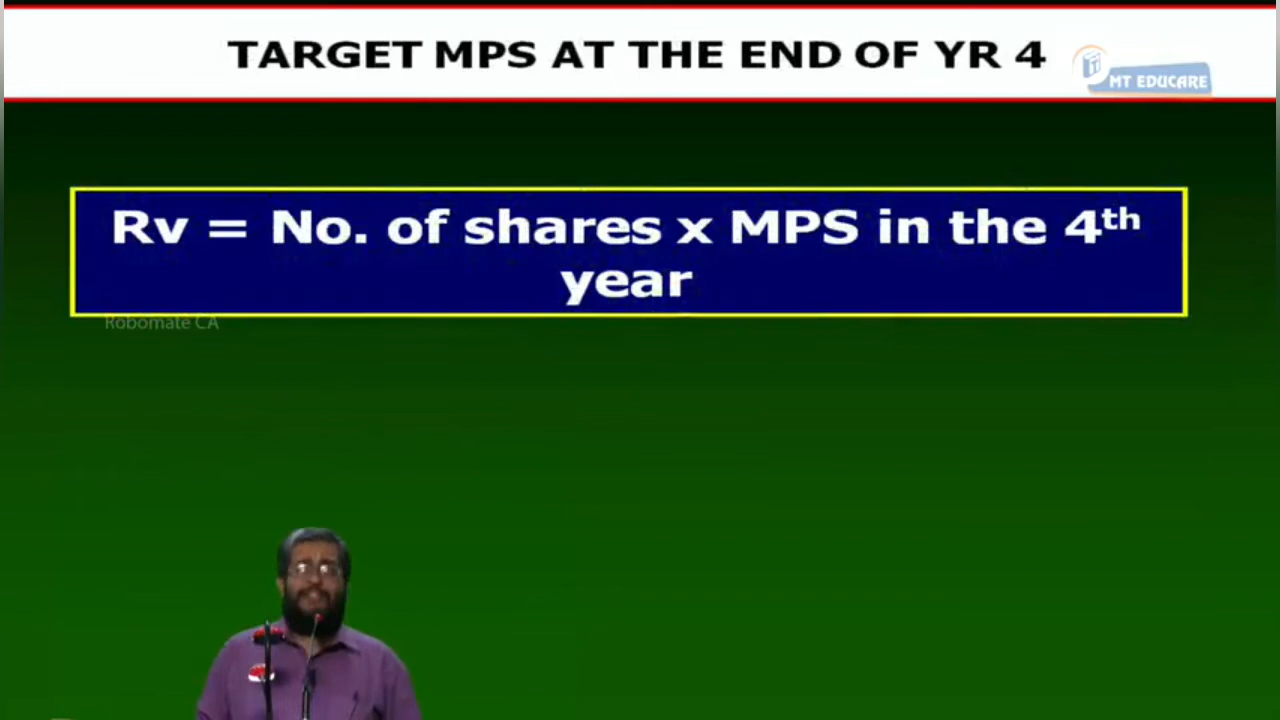 TARGET MPS AT THE END OF YR 4
MT EDUCARE
Rv = No. of shares x MPS in the 4th
year
Robomate CA